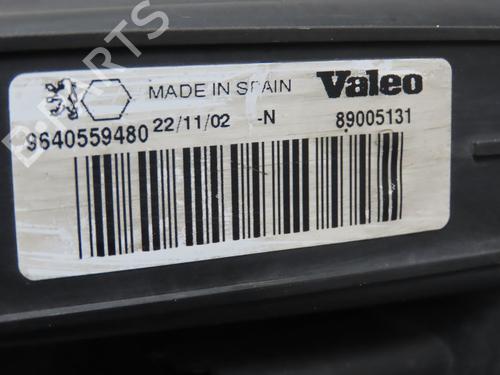 B-PARTS
MADE IN SPAIN Valeo
9640559480 22/11/02 -N 89005131